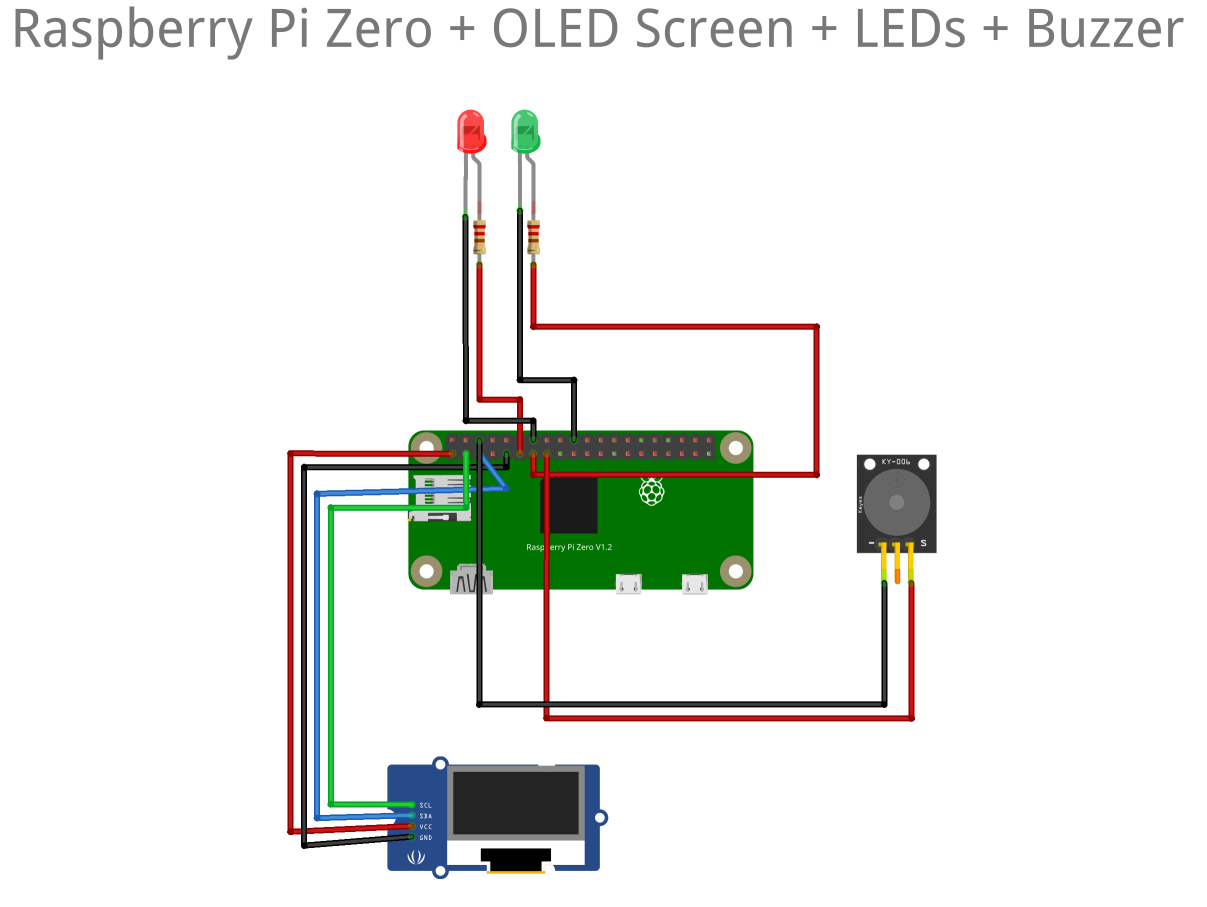 Raspberry Pi Zero + OLED Screen + LEDs + Buzzer
KY-006
Keyes
- S
Raspberry Pi Zero V1.2
SCL
SDA
VCC
GND